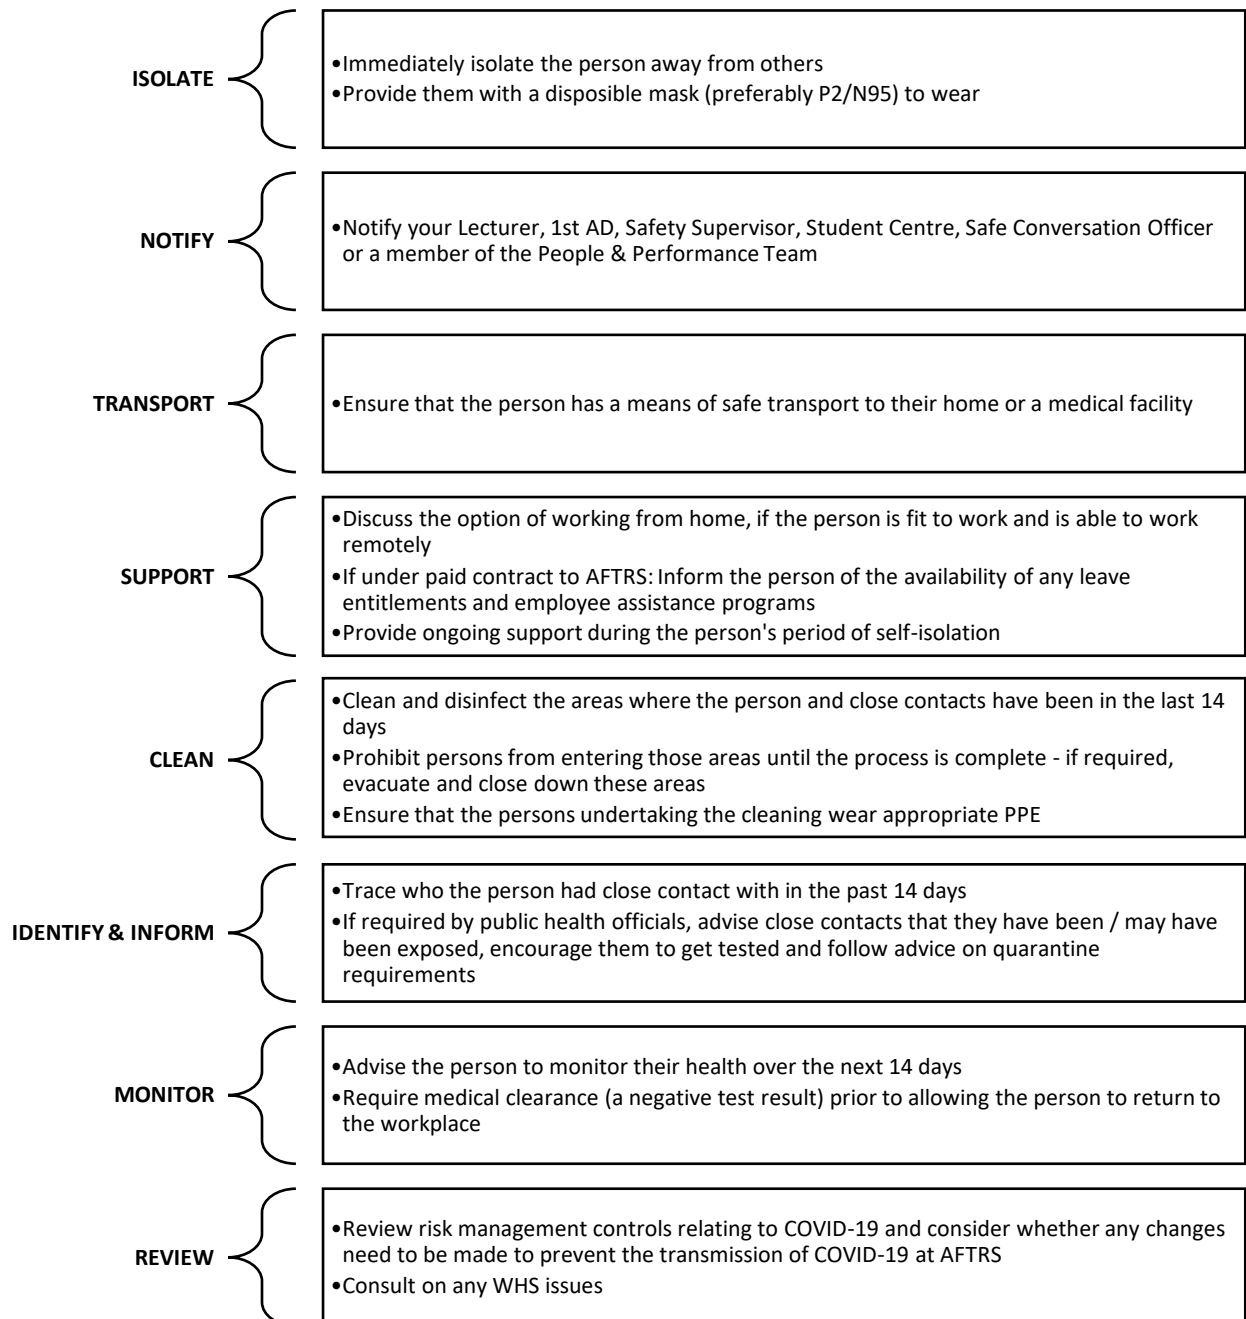 ISOLATE
•Immediately isolate the person away from others
•Provide them with a disposible mask (preferably P2/N95) to wear
NOTIFY
•Notify your Lecturer, 1st AD, Safety Supervisor, Student Centre, Safe Conversation Officer
or a member of the People & Performance Team
TRANSPORT
•Ensure that the person has a means of safe transport to their home or a medical facility
SUPPORT
•Discuss the option of working from home, if the person is fit to work and is able to work
remotely
•If under paid contract to AFTRS: Inform the person of the availability of any leave
entitlements and employee assistance programs
•Provide ongoing support during the person's period of self-isolation
CLEAN
•Clean and disinfect the areas where the person and close contacts have been in the last 14
days
•Prohibit persons from entering those areas until the process is complete - if required,
evacuate and close down these areas
•Ensure that the persons undertaking the cleaning wear appropriate PPE
IDENTIFY & INFORM
•Trace who the person had close contact with in the past 14 days
•If required by public health officials, advise close contacts that they have been / may have
been exposed, encourage them to get tested and follow advice on quarantine
requirements
MONITOR
•Advise the person to monitor their health over the next 14 days
•Require medical clearance (a negative test result) prior to allowing the person to return to
the workplace
REVIEW
•Review risk management controls relating to COVID-19 and consider whether any changes
need to be made to prevent the transmission of COVID-19 at AFTRS
•Consult on any WHS issues